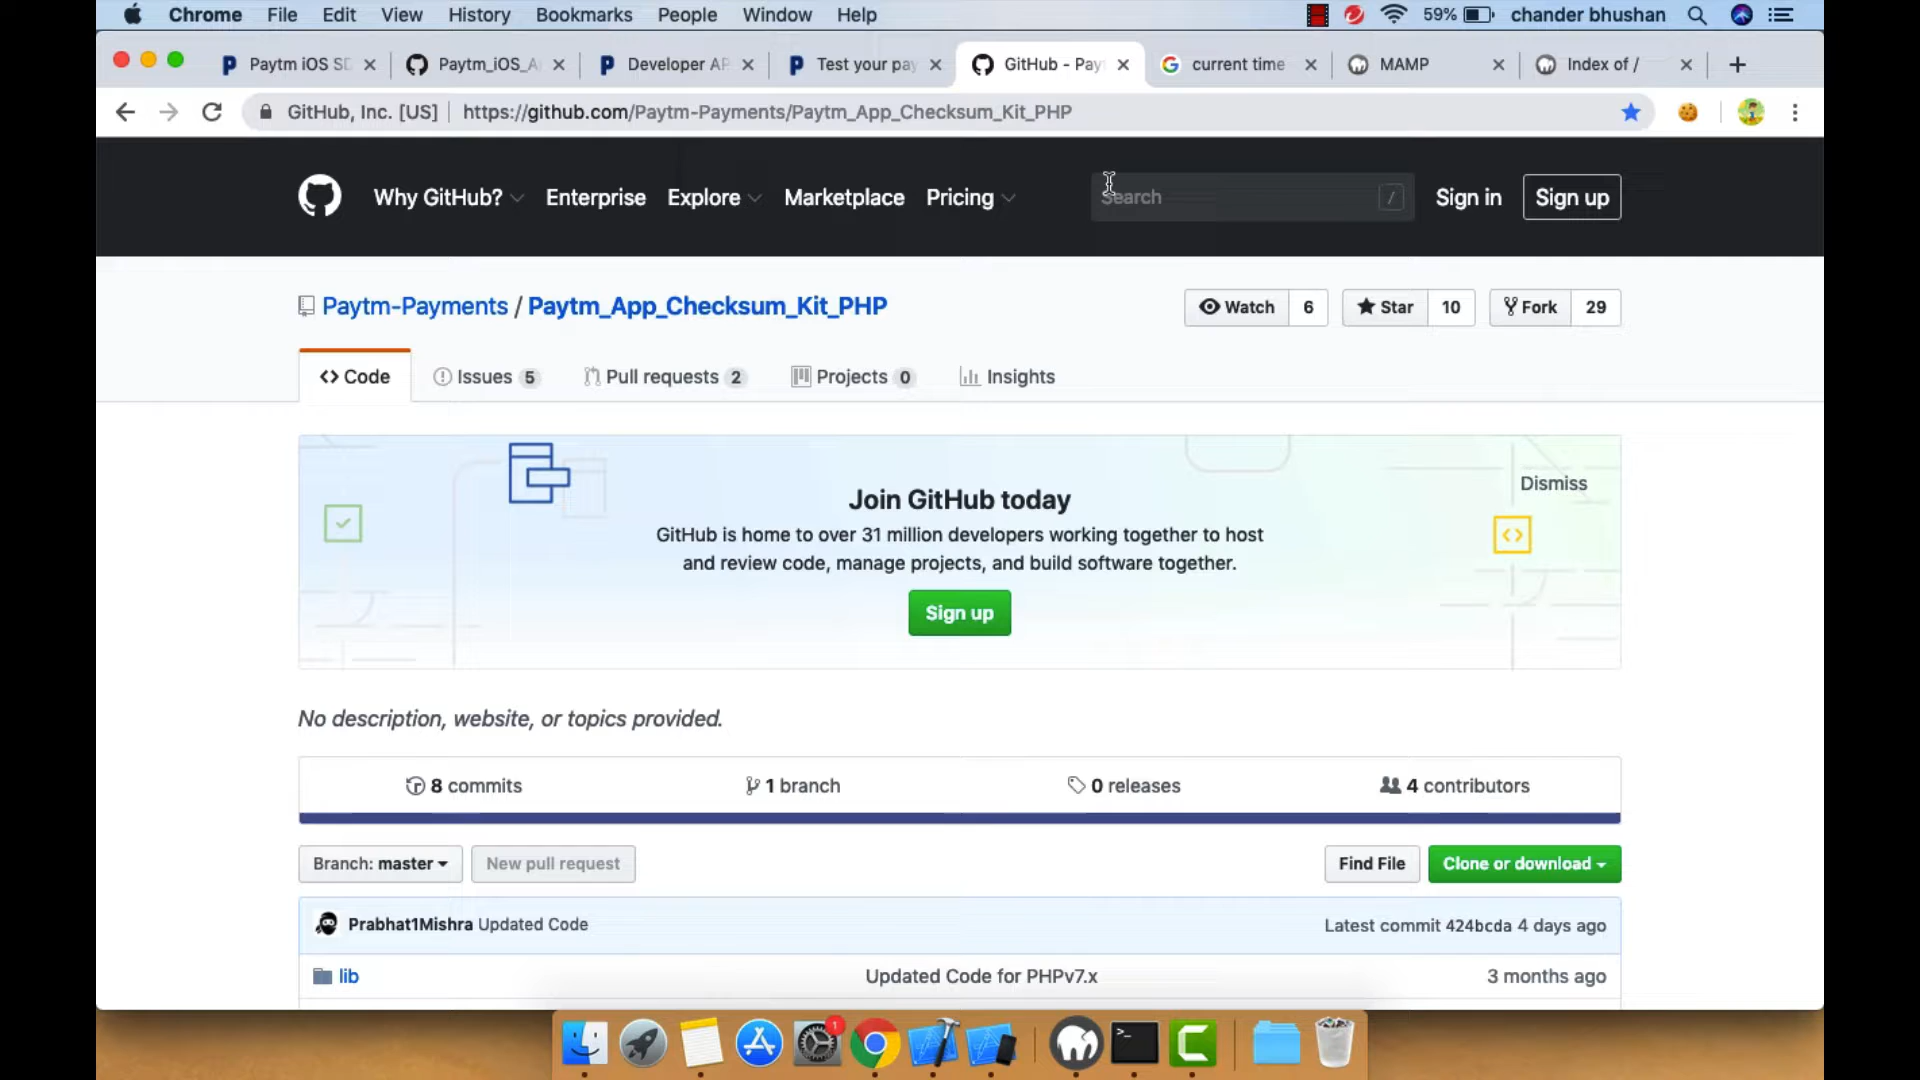 Chrome File Edit View History Bookmarks People Window Help 59% chander bhushan
Paytm iOS SD Paytm_iOS_A Developer AP Test your pay GitHub - Pay current time MAMP Index of /
GitHub, Inc. [US] https://github.com/Paytm-Payments/Paytm_App_Checksum_Kit_PHP
Why GitHub? Enterprise Explore Marketplace Pricing Search / Sign in Sign up
Paytm-Payments / Paytm_App_Checksum_Kit_PHP Watch 6 Star 10 Fork 29
Code Issues 5 Pull requests 2 Projects 0 Insights
Dismiss
Join GitHub today
GitHub is home to over 31 million developers working together to host
and review code, manage projects, and build software together.
Sign up
No description, website, or topics provided.
8 commits 1 branch 0 releases 4 contributors
Branch: master New pull request Find File Clone or download
Prabhat1Mishra Updated Code Latest commit 424bcda 4 days ago
lib Updated Code for PHPv7.x 3 months ago
1